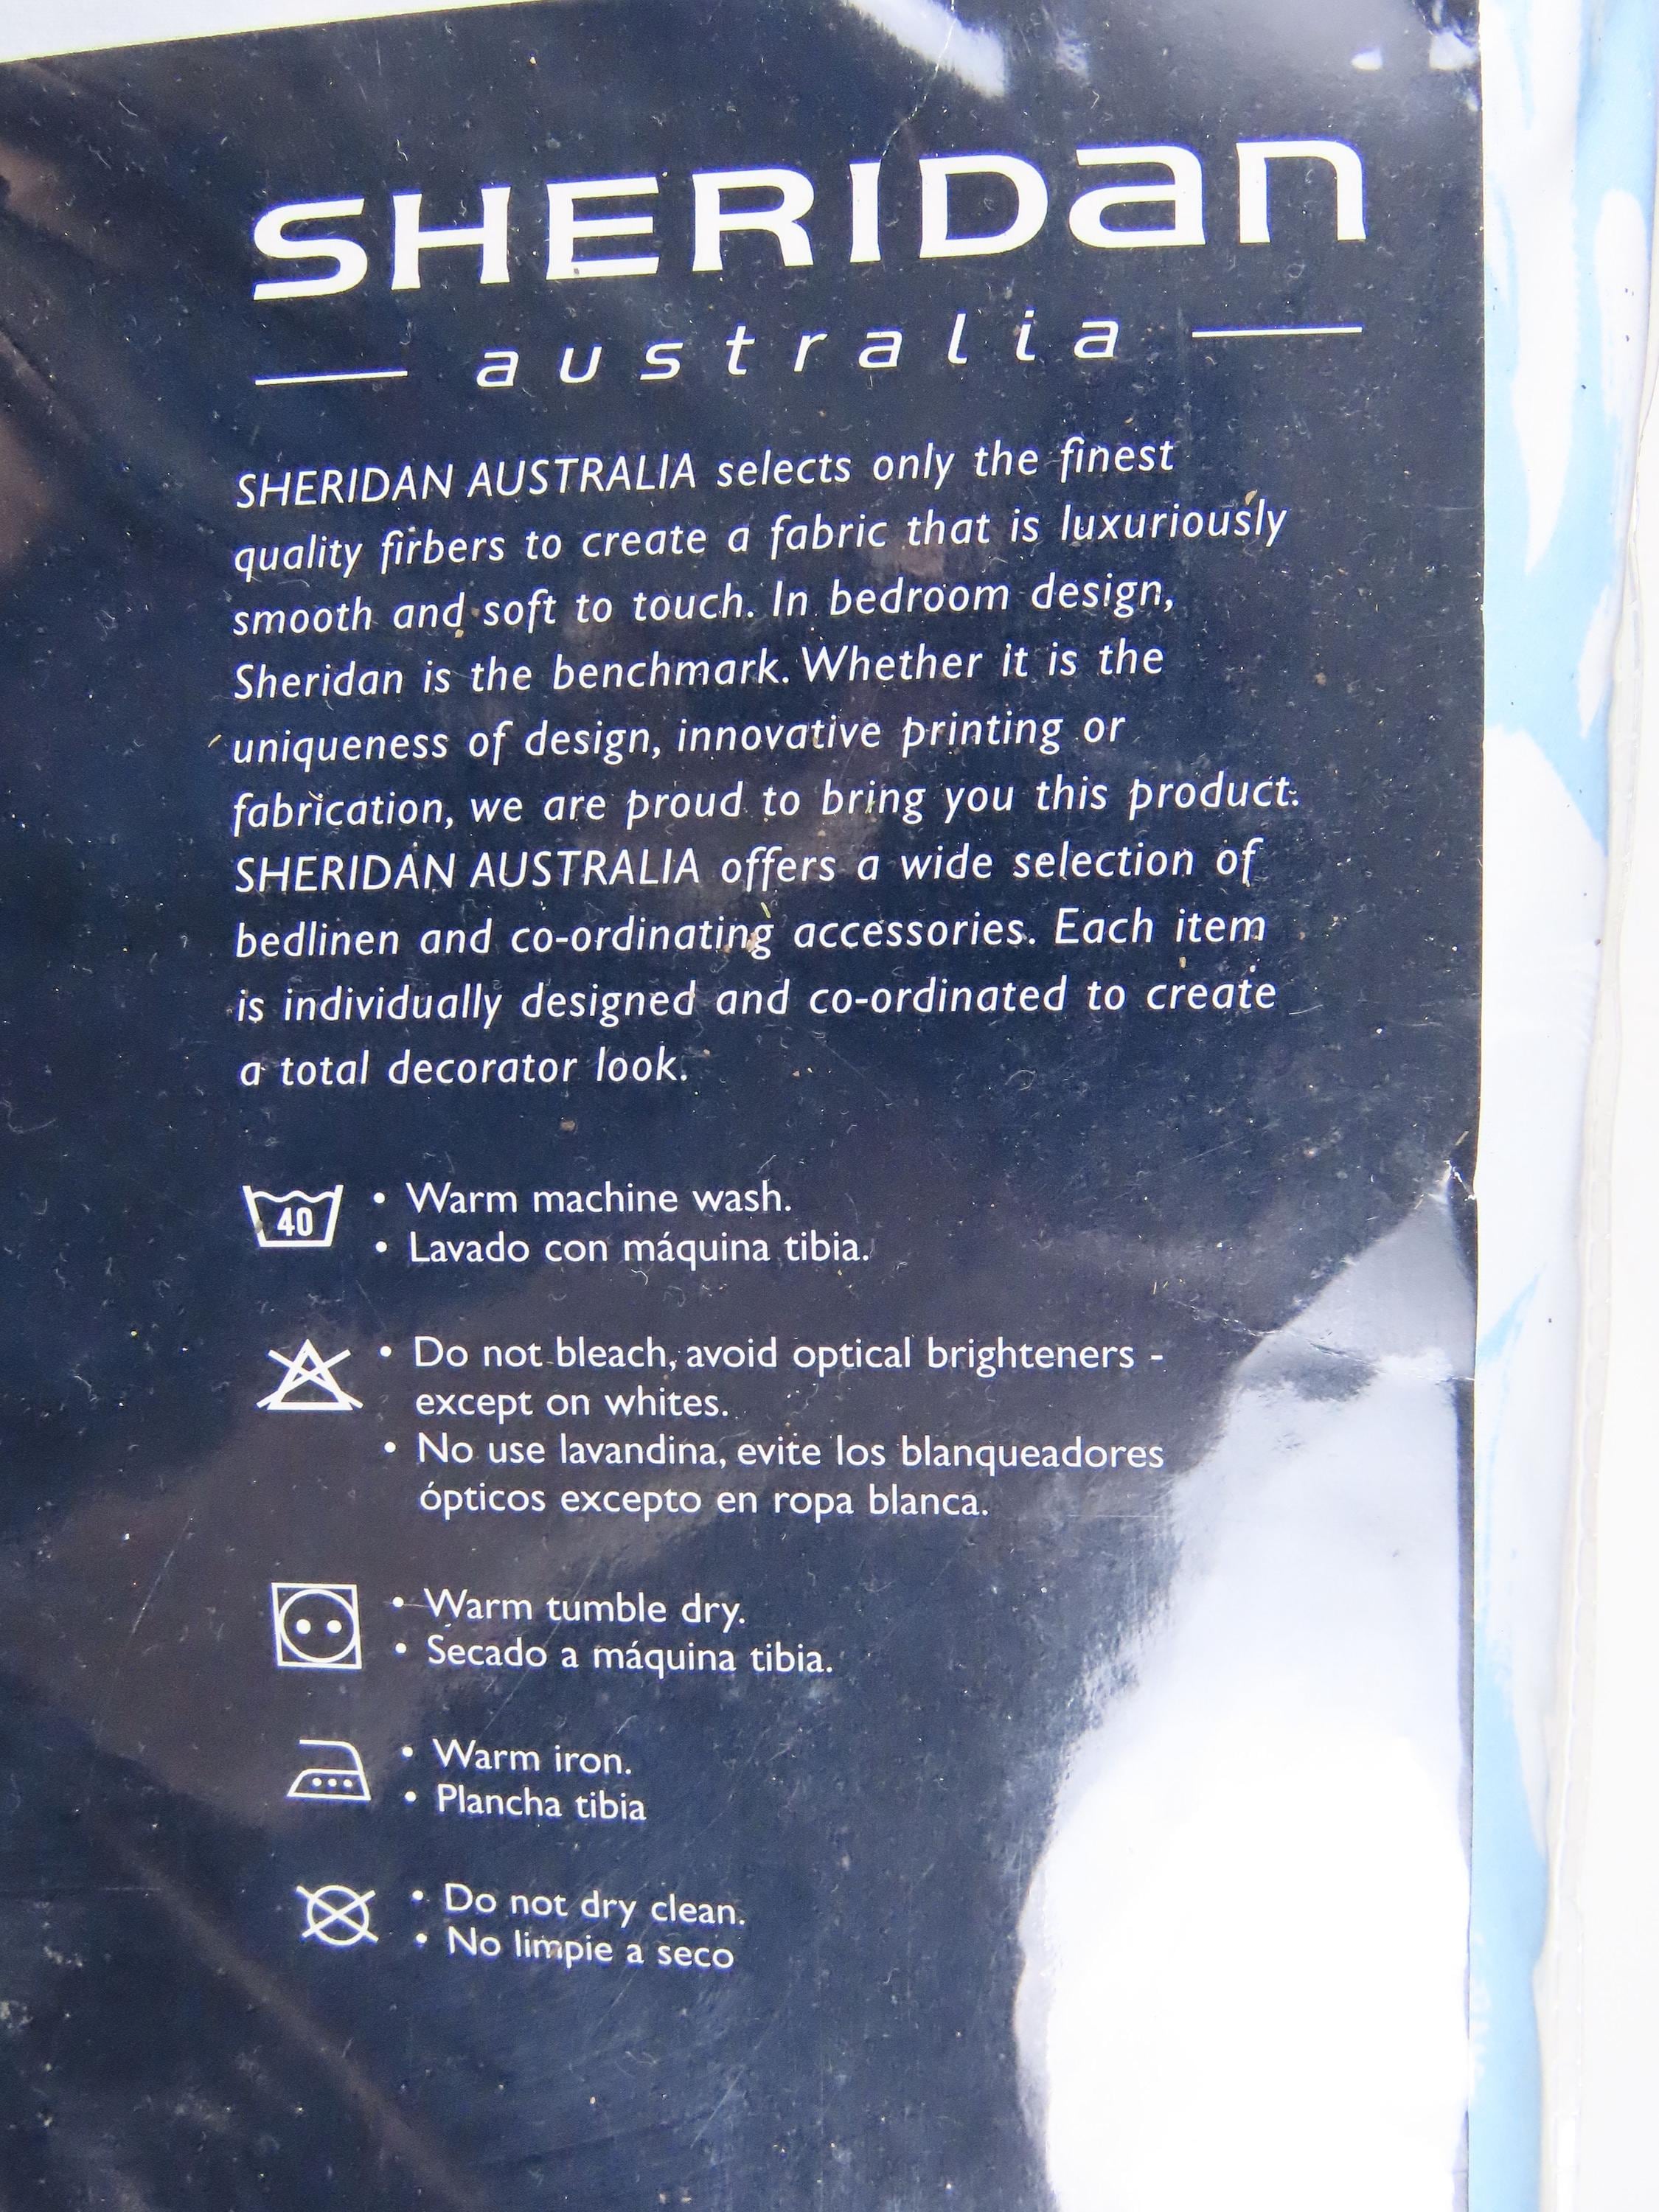 SHERIDan
australia
SHERIDAN AUSTRALIA selects only the finest
quality firbers to create a fabric that is luxuriously
smooth and soft to touch. In bedroom design,
Sheridan is the benchmark. Whether it is the
uniqueness of design, innovative printing or
fabrication, we are proud to bring you this product.
SHERIDAN AUSTRALIA offers a wide selection of
bedlinen and co-ordinating accessories. Each item
is individually designed and co-ordinated to create
a total decorator look.
40 • Warm machine wash.
• Lavado con máquina tibia.
• Do not bleach, avoid optical brighteners -
except on whites.
• No use lavandina, evite los blanqueadores
ópticos excepto en ropa blanca.
• Warm tumble dry.
• Secado a máquina tibia.
• Warm iron.
• Plancha tibia
• Do not dry clean.
• No limpie a seco